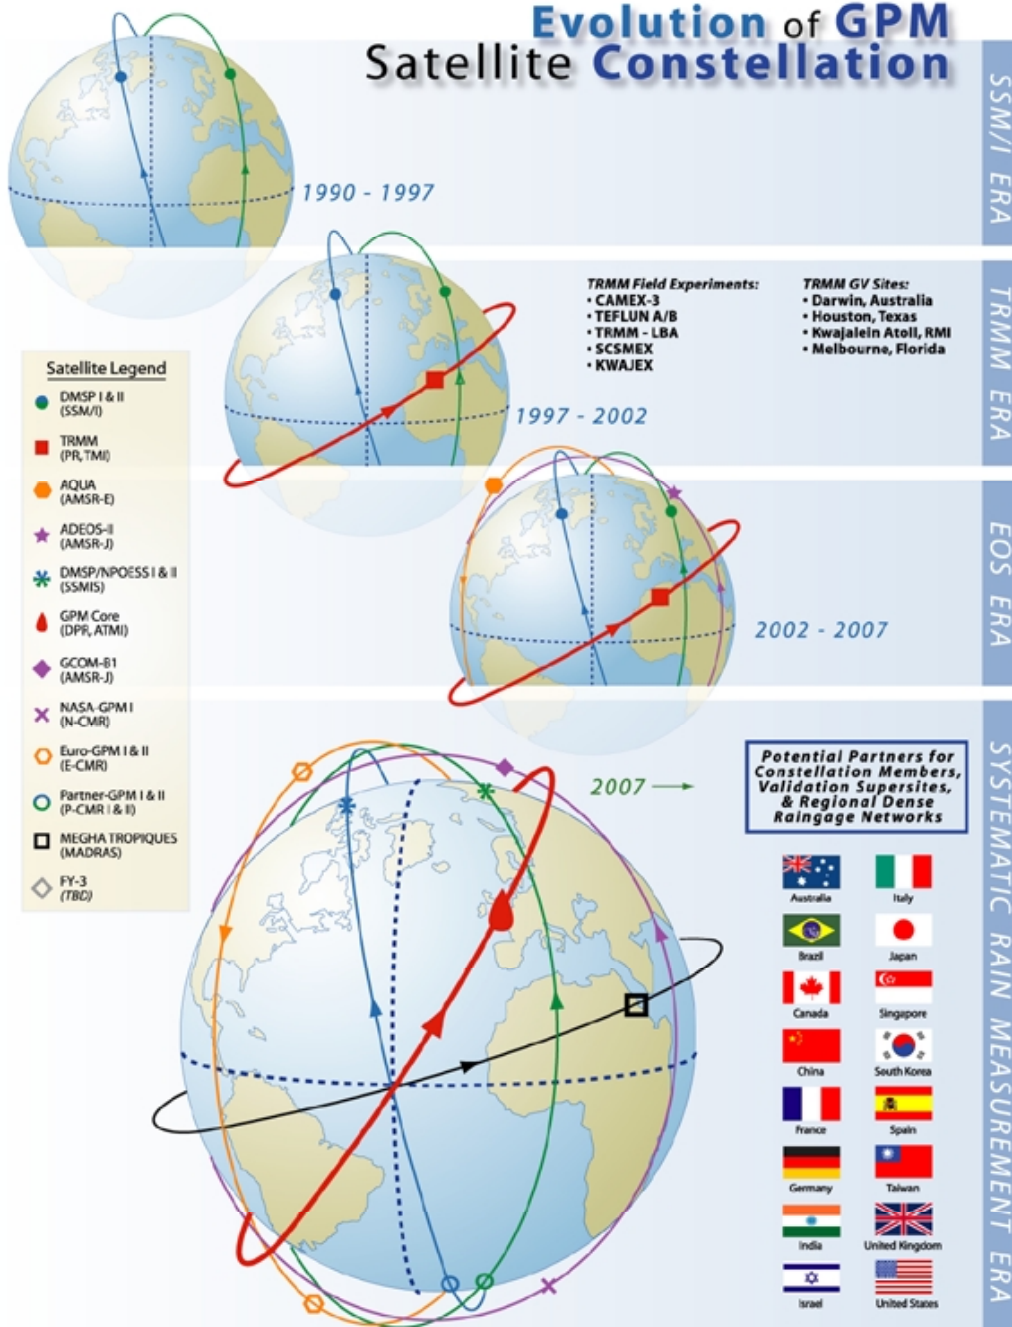 Evolution of GPM
Satellite Constellation
SSM/I ERA
1990 - 1997
TRMM ERA
TRMM Field Experiments:
• CAMEX-3
• TEFLUN A/B
• TRMM - LBA
• SCSMEX
• KWAJEX
TRMM GV Sites:
• Darwin, Australia
• Houston, Texas
• Kwajalein Atoll, RMI
• Melbourne, Florida
1997 - 2002
EOS ERA
2002 - 2007
Satellite Legend
DMSP I & II
(SSM/I)
TRMM
(PR, TMI)
AQUA
(AMSR-E)
ADEOS-II
(AMSR-J)
DMSP/NPOESS I & II
(SSMIS)
GPM Core
(DPR, ATMI)
GCOM-B1
(AMSR-J)
NASA-GPM I
(N-CMR)
Euro-GPM I & II
(E-CMR)
Partner-GPM I & II
(P-CMR I & II)
MEGHA TROPIQUES
(MADRAS)
FY-3
(TBD)
SYSTEMATIC RAIN MEASUREMENT ERA
2007
Potential Partners for
Constellation Members,
Validation Supersites,
& Regional Dense
Raingage Networks
Australia
Italy
Brazil
Japan
Canada
Singapore
China
South Korea
France
Spain
Germany
Taiwan
India
United Kingdom
Israel
United States